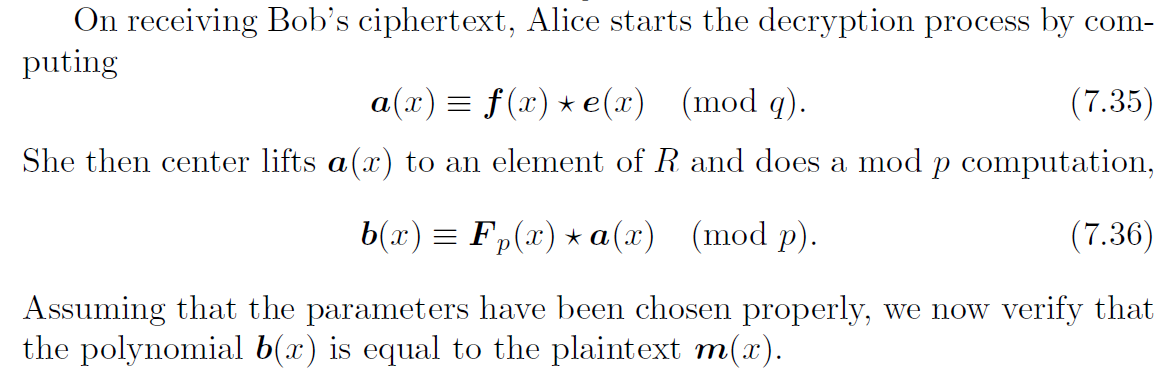 On receiving Bob's ciphertext, Alice starts the decryption process by com-
puting
a(x) ≡ f(x) ⋆ e(x) (mod q). (7.35)
She then center lifts a(x) to an element of R and does a mod p computation,
b(x) ≡ Fₚ(x) ⋆ a(x) (mod p). (7.36)
Assuming that the parameters have been chosen properly, we now verify that
the polynomial b(x) is equal to the plaintext m(x).